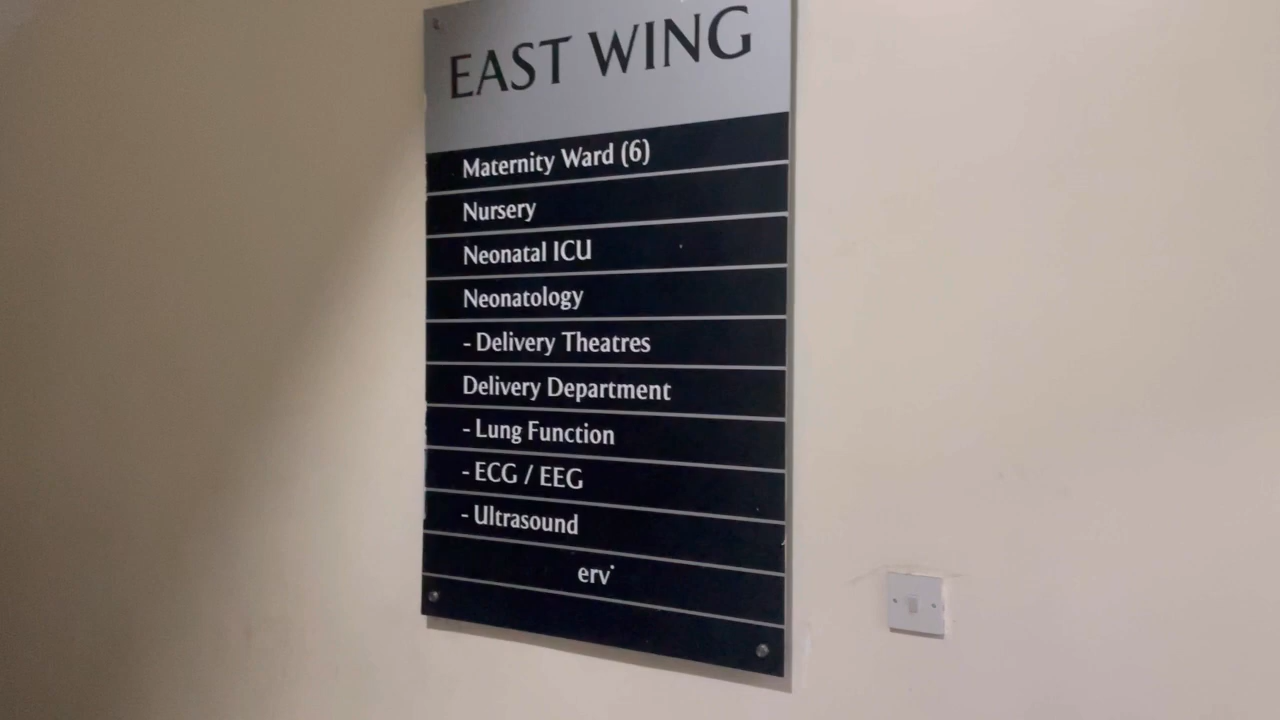 EAST WING
Maternity Ward (6)
Nursery
Neonatal ICU
Neonatology
- Delivery Theatres
Delivery Department
- Lung Function
- ECG / EEG
- Ultrasound
erv